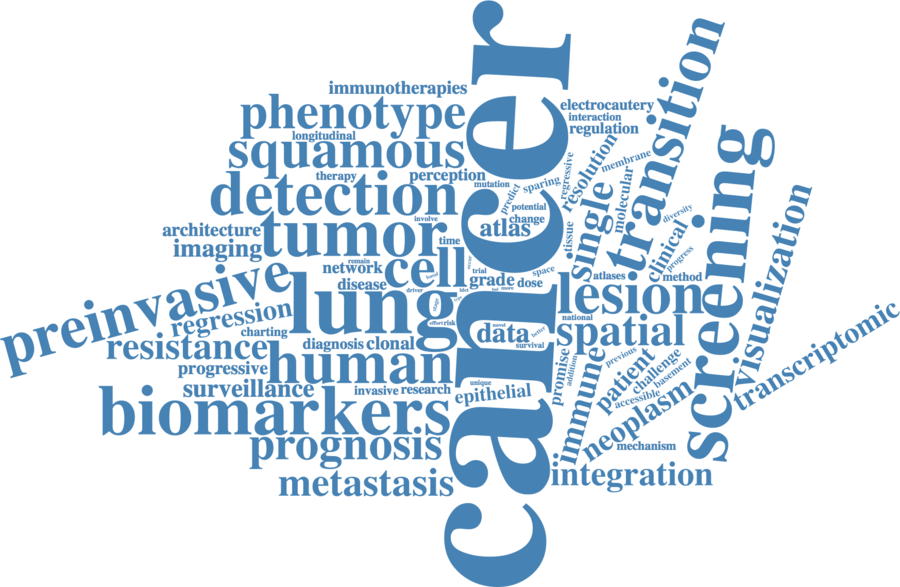 cancer
immunotherapies
phenotype
longitudinal
squamous
therapy
perception
detection
mutation
involve
architecture
tumor
imaging
time
atlas
change
potential
predict
sparing
regressive
electrocautery
interaction
regulation
resolution
membrane
transition
single
molecular
diversity
tissue
clinical
progress
screening
visualization
remain
network
cell
disease
driver
trial
grade
dose
space
atlases
method
preinvasive
regression
charting
lung
lesion
national
spatial
data
novel
better
survival
effort
risk
resistance
diagnosis
clonal
progressive
human
surveillance
invasive
research
unique
epithelial
promise
addition
immune
previous
patient
challenge
basement
accessible
neoplasm
transcriptomic
biomarkers
prognosis
mechanism
metastasis
integration